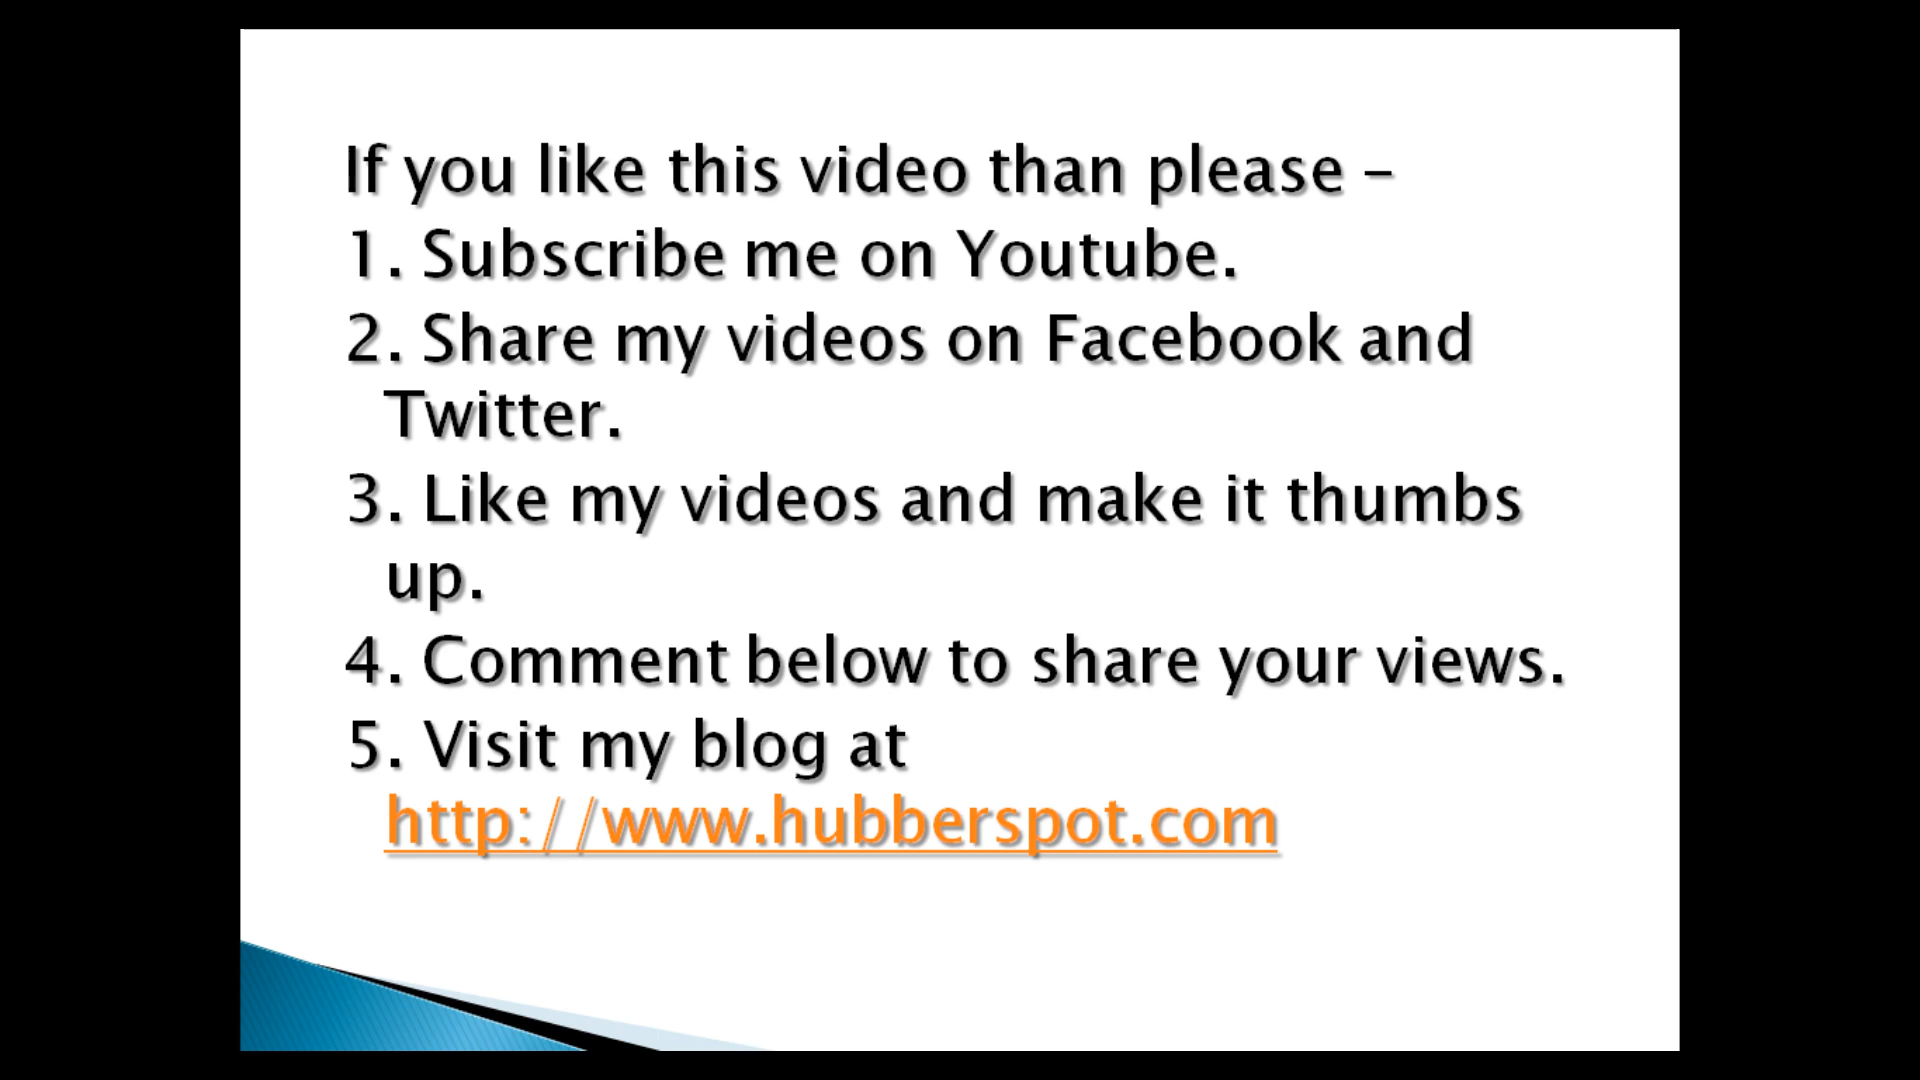 If you like this video than please –
1. Subscribe me on Youtube.
2. Share my videos on Facebook and
Twitter.
3. Like my videos and make it thumbs
up.
4. Comment below to share your views.
5. Visit my blog at
http://www.hubberspot.com